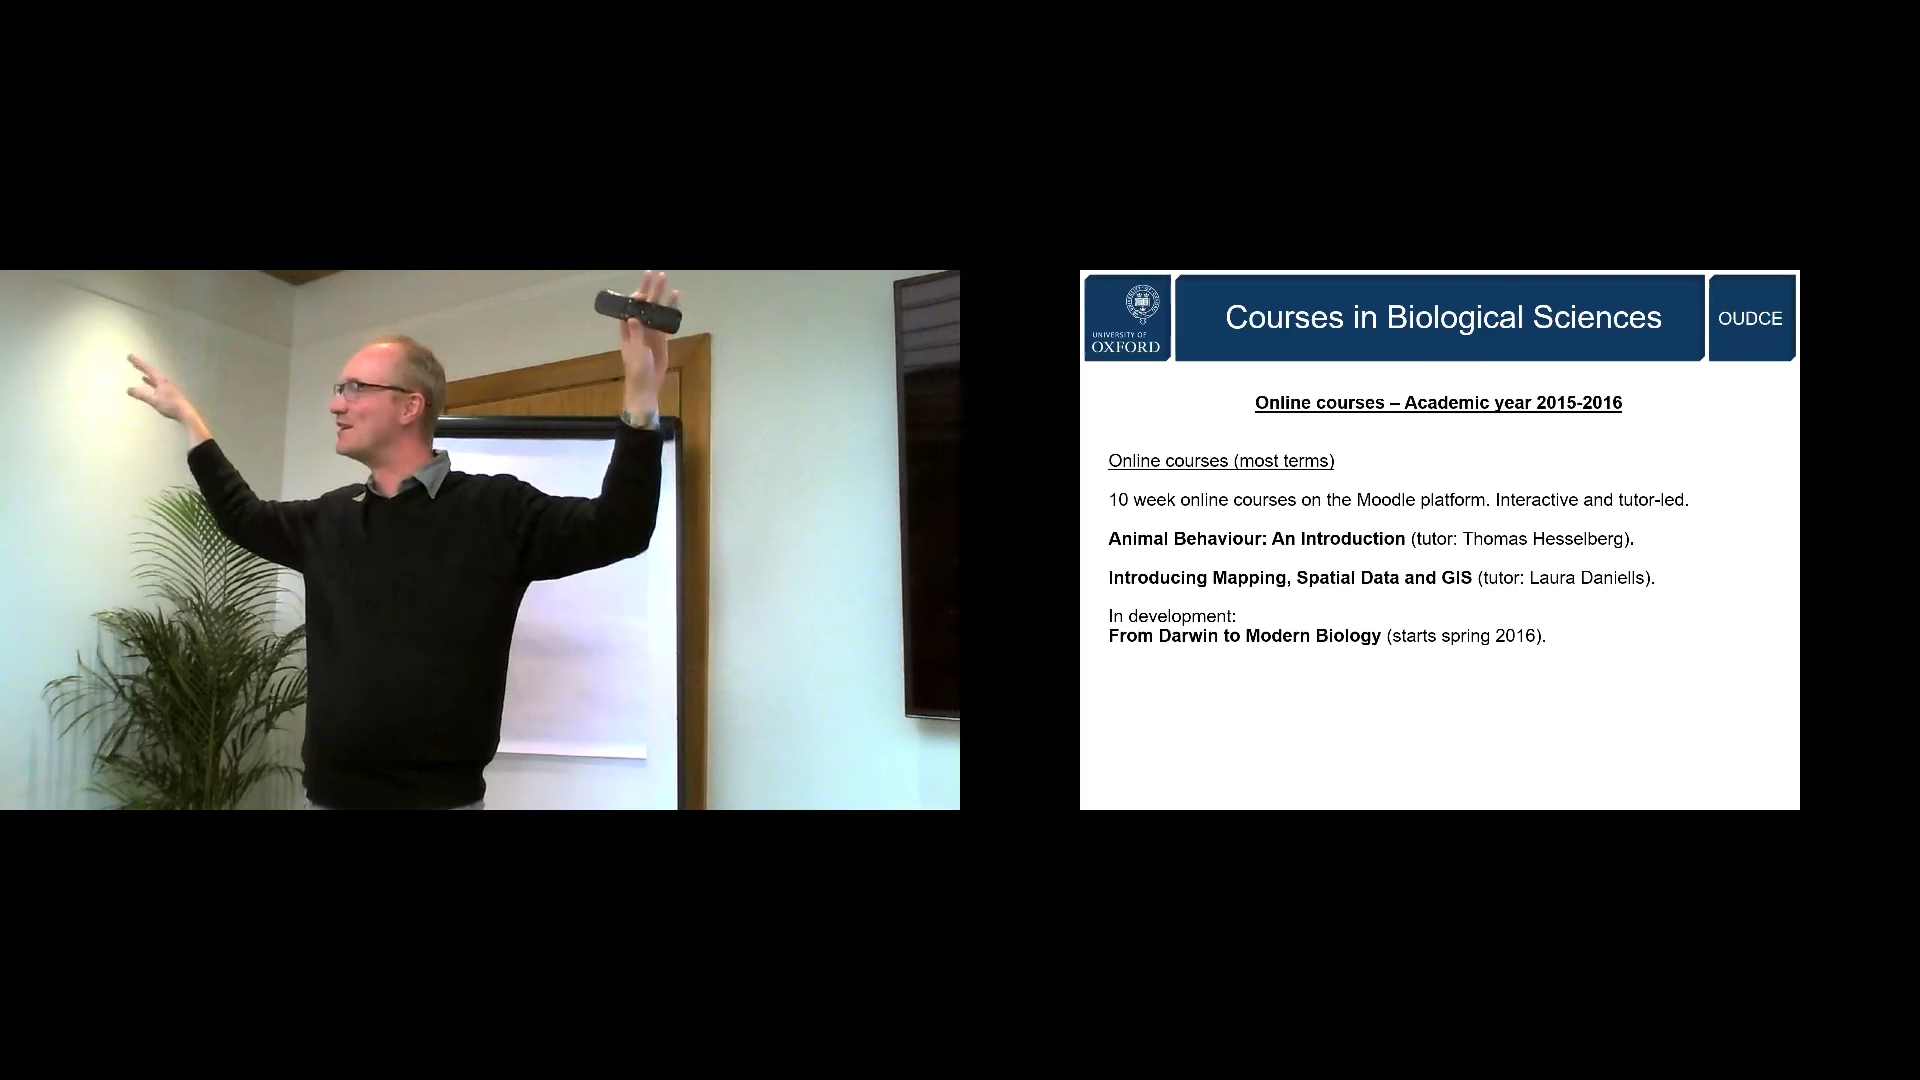 UNIVERSITY OF
OXFORD
Courses in Biological Sciences
OUDCE
Online courses – Academic year 2015-2016
Online courses (most terms)
10 week online courses on the Moodle platform. Interactive and tutor-led.
Animal Behaviour: An Introduction (tutor: Thomas Hesselberg).
Introducing Mapping, Spatial Data and GIS (tutor: Laura Daniells).
In development:
From Darwin to Modern Biology (starts spring 2016).